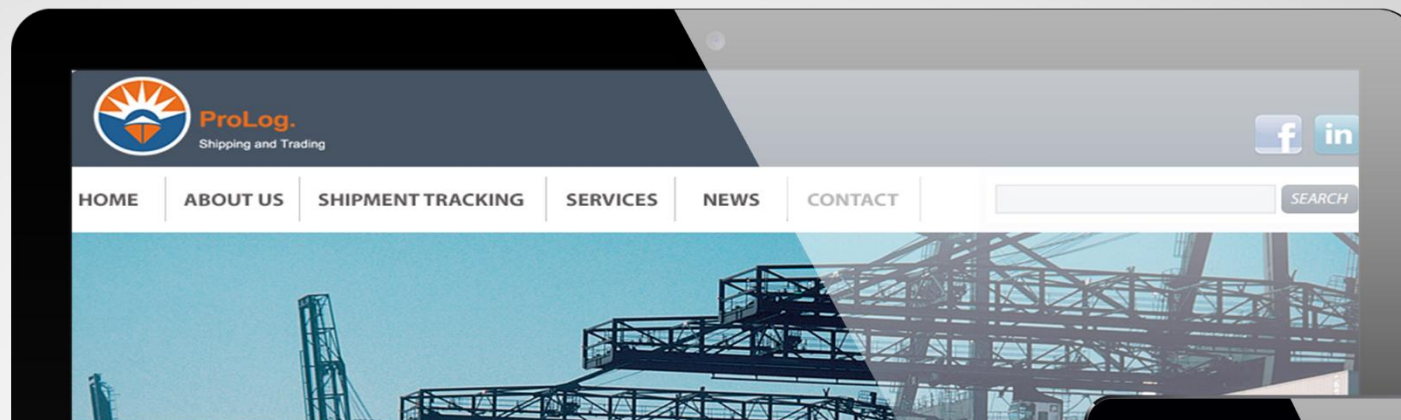 ProLog.
Shipping and Trading
f in
HOME ABOUT US SHIPMENT TRACKING SERVICES NEWS CONTACT SEARCH